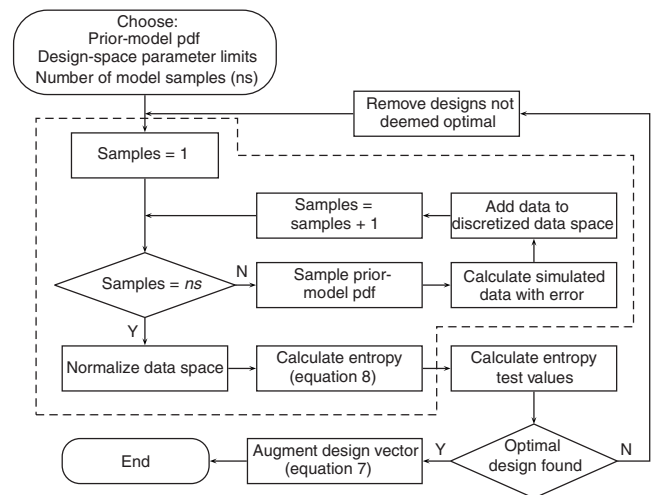 Choose:
Prior-model pdf
Design-space parameter limits
Number of model samples (ns)
Remove designs not
deemed optimal
Samples = 1
Samples =
samples + 1
Add data to
discretized data space
Samples = ns
N
Sample prior-
model pdf
Calculate simulated
data with error
Y
Normalize data space
Calculate entropy
(equation 8)
Calculate entropy
test values
End
Augment design vector
(equation 7)
Y
Optimal
design found
N